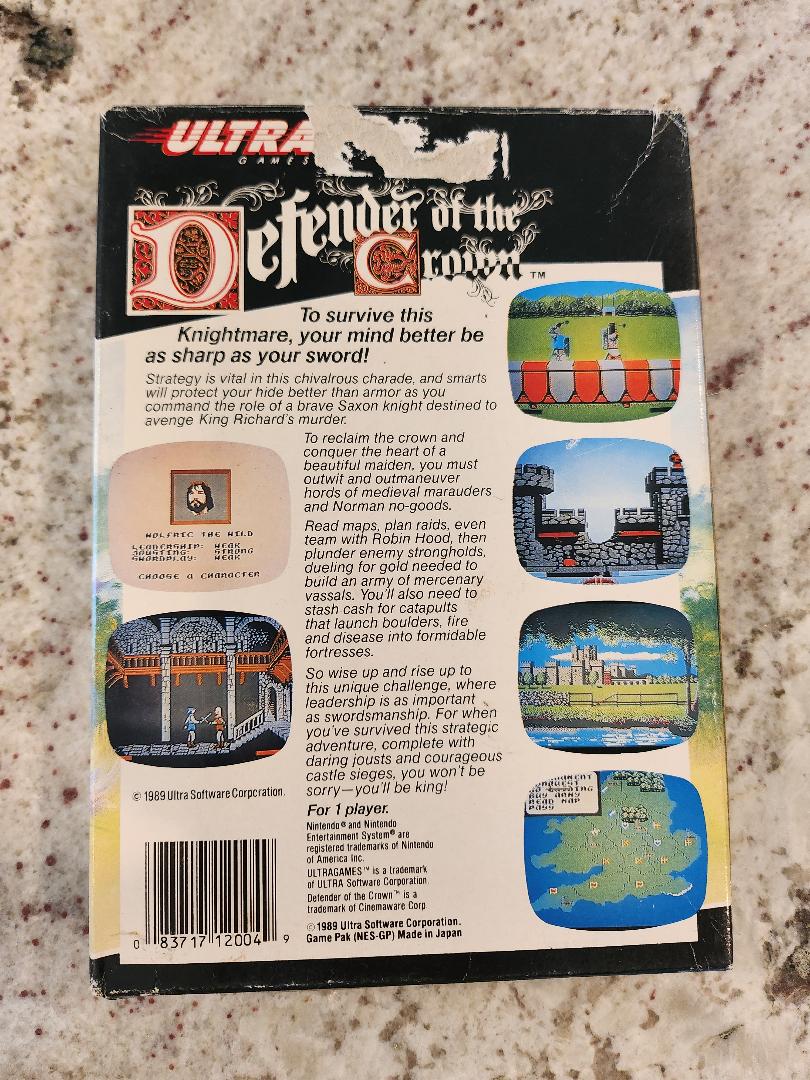 ULTRA
GAMES
Defender of the
Crown™
To survive this
Knightmare, your mind better be
as sharp as your sword!
Strategy is vital in this chivalrous charade, and smarts
will protect your hide better than armor as you
command the role of a brave Saxon knight destined to
avenge King Richard's murder.
To reclaim the crown and
conquer the heart of a
beautiful maiden, you must
outwit and outmaneuver
hords of medieval marauders
and Norman no-goods.
Read maps, plan raids, even
team with Robin Hood, then
plunder enemy strongholds,
dueling for gold needed to
build an army of mercenary
vassals. You'll also need to
stash cash for catapults
that launch boulders, fire
and disease into formidable
fortresses.
So wise up and rise up to
this unique challenge, where
leadership is as important
as swordsmanship. For when
you've survived this strategic
adventure, complete with
daring jousts and courageous
castle sieges, you won't be
sorry—you'll be king!
For 1 player.
Nintendo® and Nintendo
Entertainment System® are
registered trademarks of Nintendo
of America Inc.
ULTRAGAMES™ is a trademark
of ULTRA Software Corporation.
Defender of the Crown™ is a
trademark of Cinemaware Corp.
©1989 Ultra Software Corporation.
Game Pak (NES-GP) Made in Japan
WOLFRIC THE WILD
LEADERSHIP: WEAK
JOUSTING: STRONG
SWORDPLAY: WEAK
CHOOSE A CHARACTER
© 1989 Ultra Software Corporation.
0 83717 12004 9
CONQUEST
GO RAIDING
BUY ARMY
READ MAP
PASS